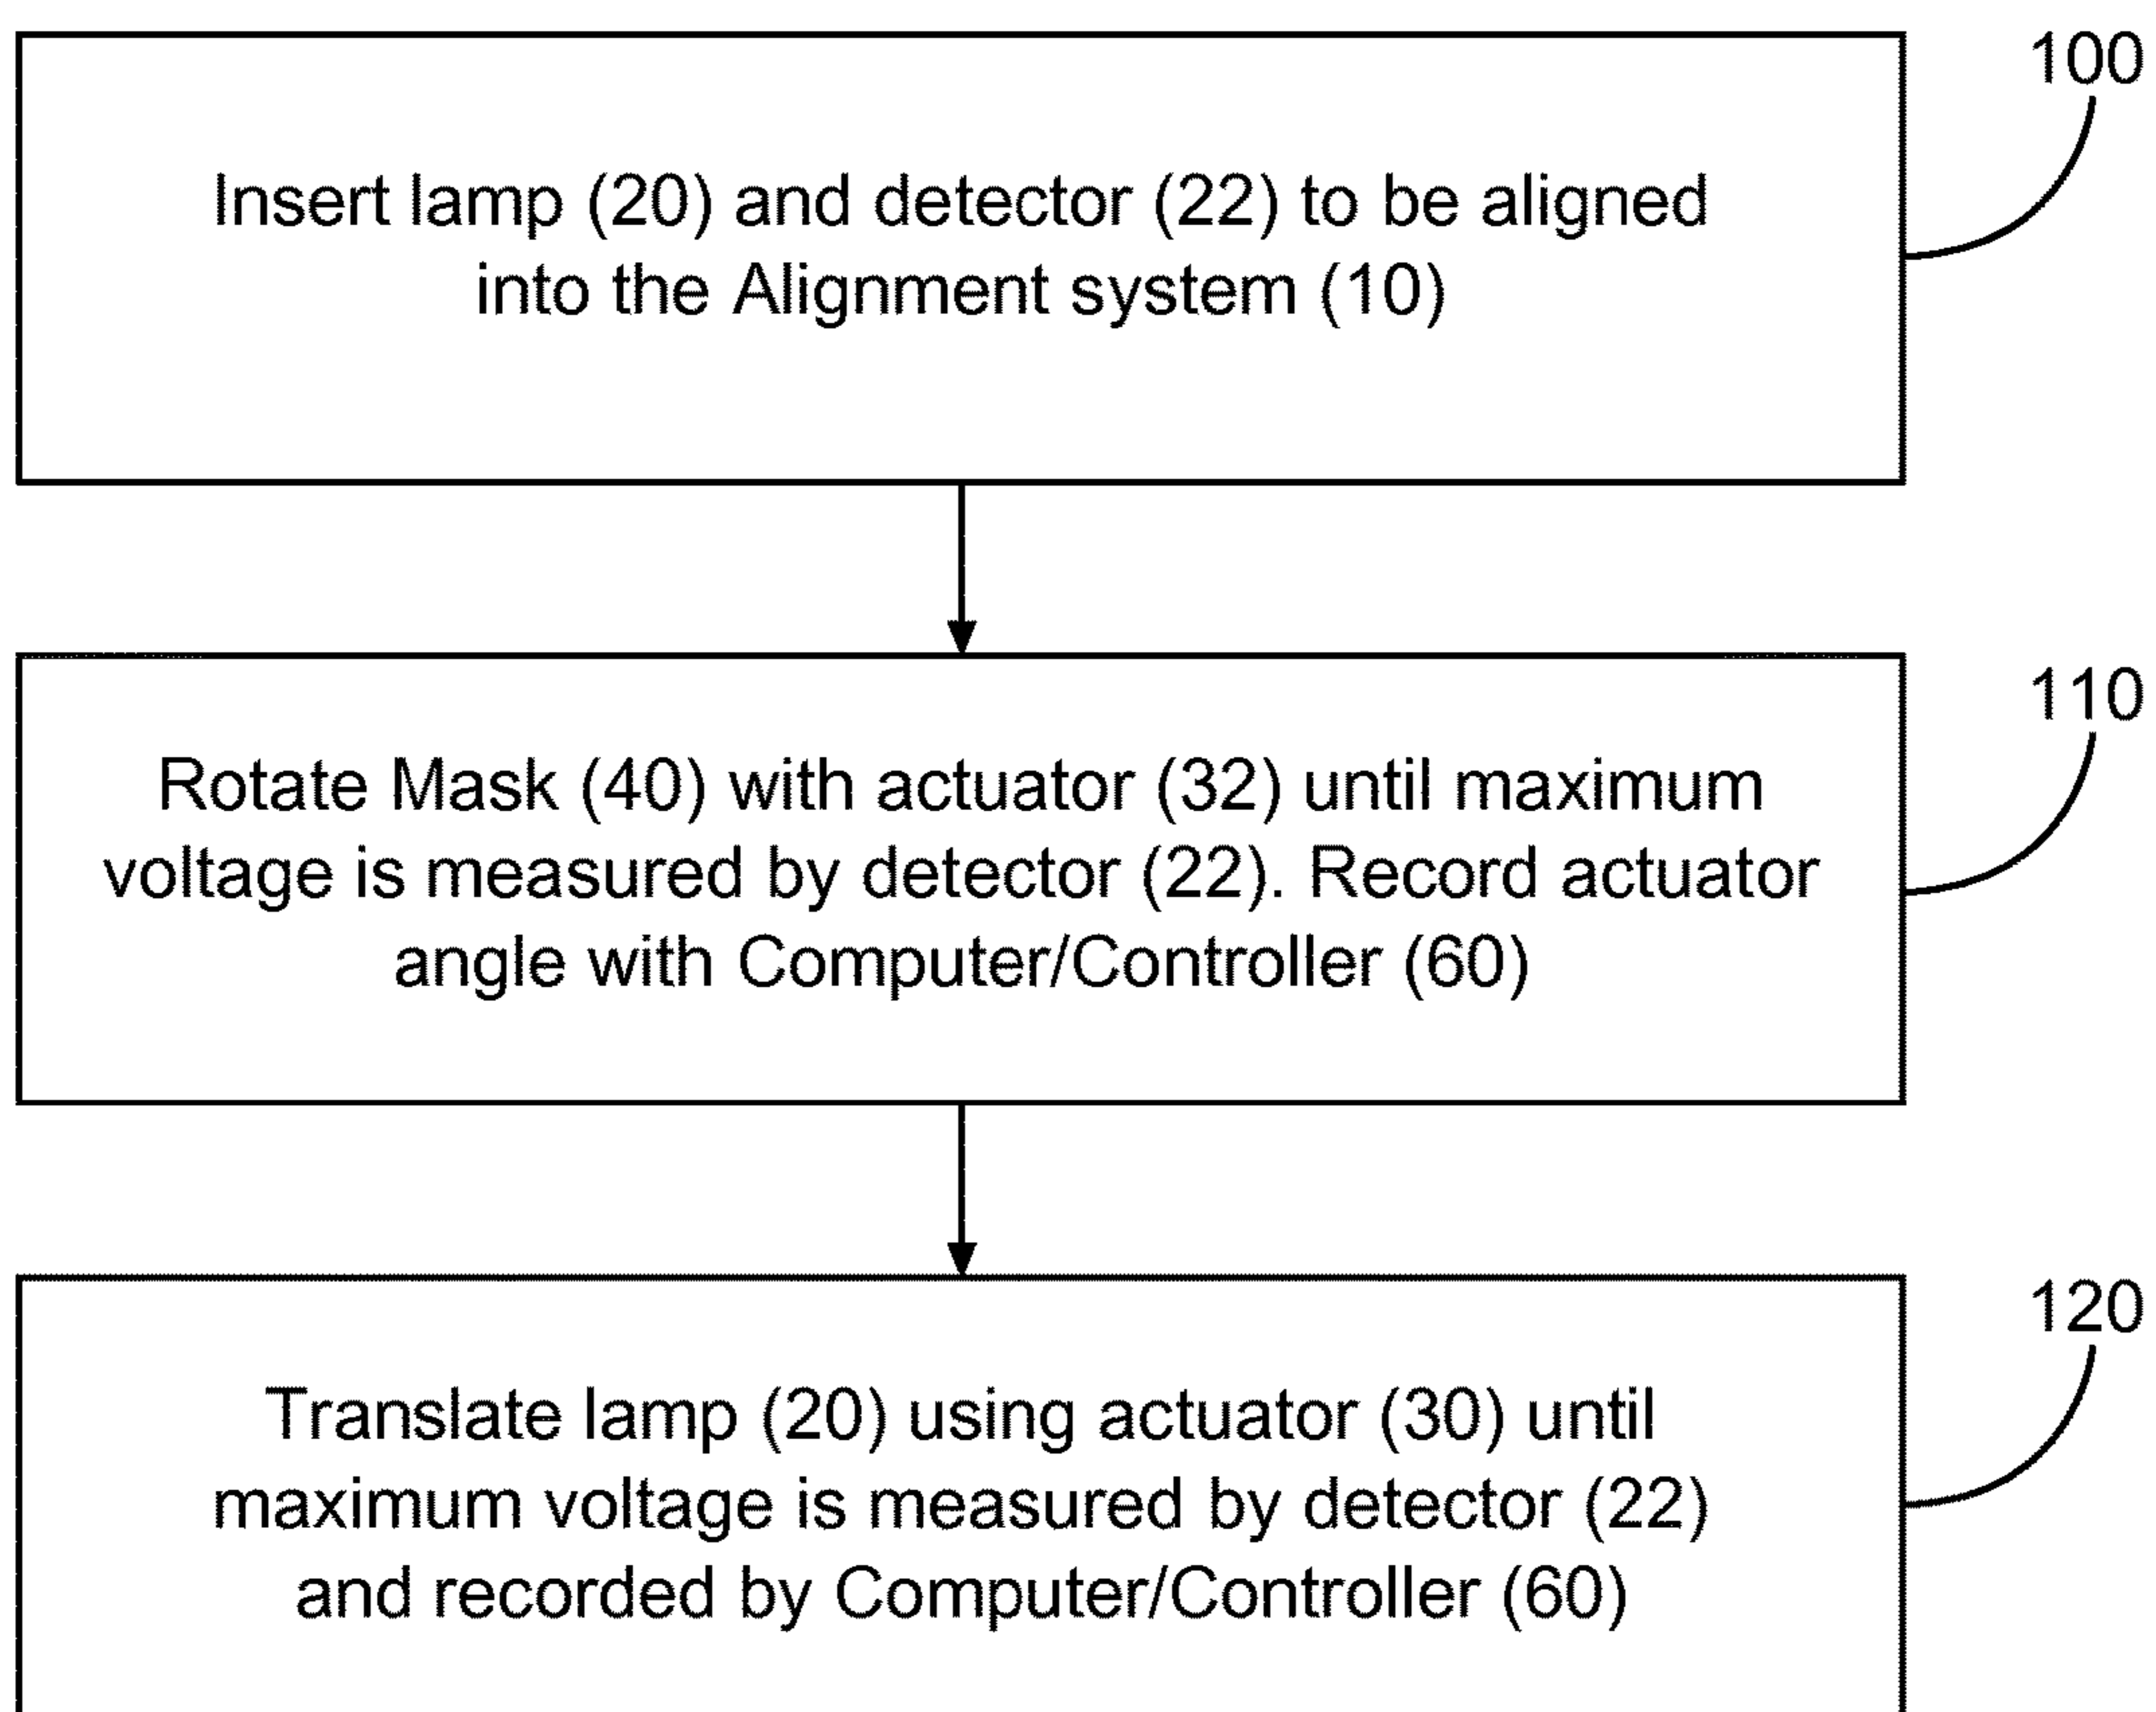 100
Insert lamp (20) and detector (22) to be aligned
into the Alignment system (10)
110
Rotate Mask (40) with actuator (32) until maximum
voltage is measured by detector (22). Record actuator
angle with Computer/Controller (60)
120
Translate lamp (20) using actuator (30) until
maximum voltage is measured by detector (22)
and recorded by Computer/Controller (60)